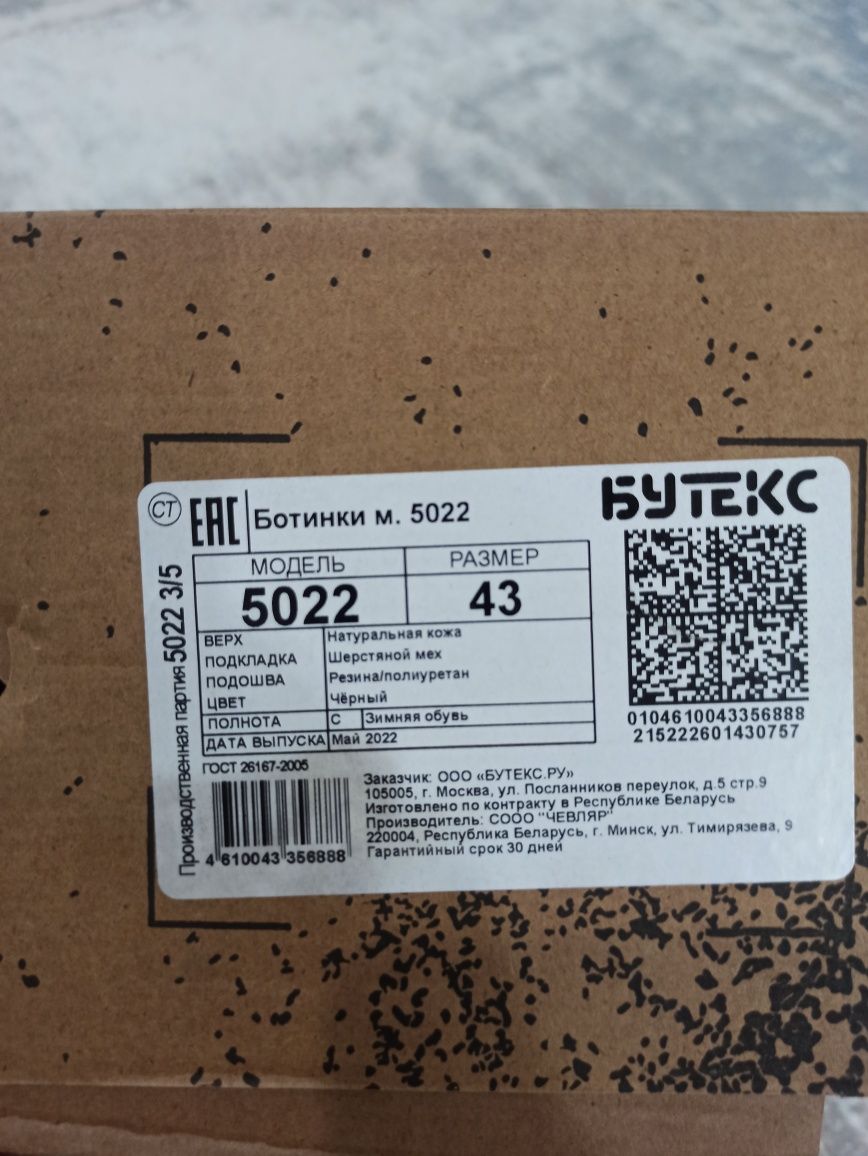 СТ
ЕАС
Ботинки м. 5022
БУТЕКС
Производственная партия 5022 3/5
МОДЕЛЬ РАЗМЕР
5022 43
ВЕРХ Натуральная кожа
ПОДКЛАДКА Шерстяной мех
ПОДОШВА Резина/полиуретан
ЦВЕТ Чёрный
ПОЛНОТА С Зимняя обувь
ДАТА ВЫПУСКА Май 2022
0104610043356888
215222601430757
ГОСТ 26167-2005
4 610043 356888
Заказчик: ООО «БУТЕКС.РУ»
105005, г. Москва, ул. Посланников переулок, д.5 стр.9
Изготовлено по контракту в Республике Беларусь
Производитель: СООО "ЧЕВЛЯР"
220004, Республика Беларусь, г. Минск, ул. Тимирязева, 9
Гарантийный срок 30 дней